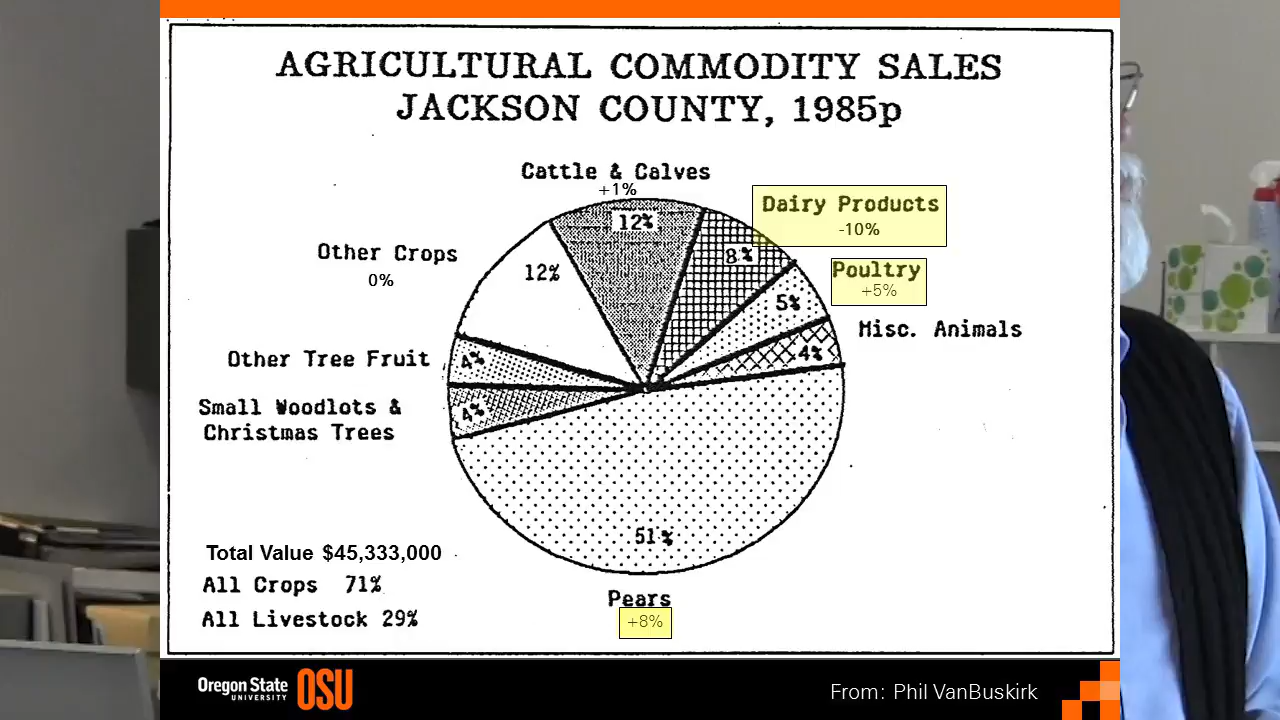 AGRICULTURAL COMMODITY SALES
JACKSON COUNTY, 1985p
Cattle & Calves
+1%
12%
Dairy Products
-10%
8%
Poultry
+5%
5%
Misc. Animals
4%
Other Crops
0%
12%
Other Tree Fruit
4%
Small Woodlots &
Christmas Trees
4%
51%
Pears
+8%
Total Value $45,333,000
All Crops 71%
All Livestock 29%
Oregon State
UNIVERSITY
OSU
From: Phil VanBuskirk